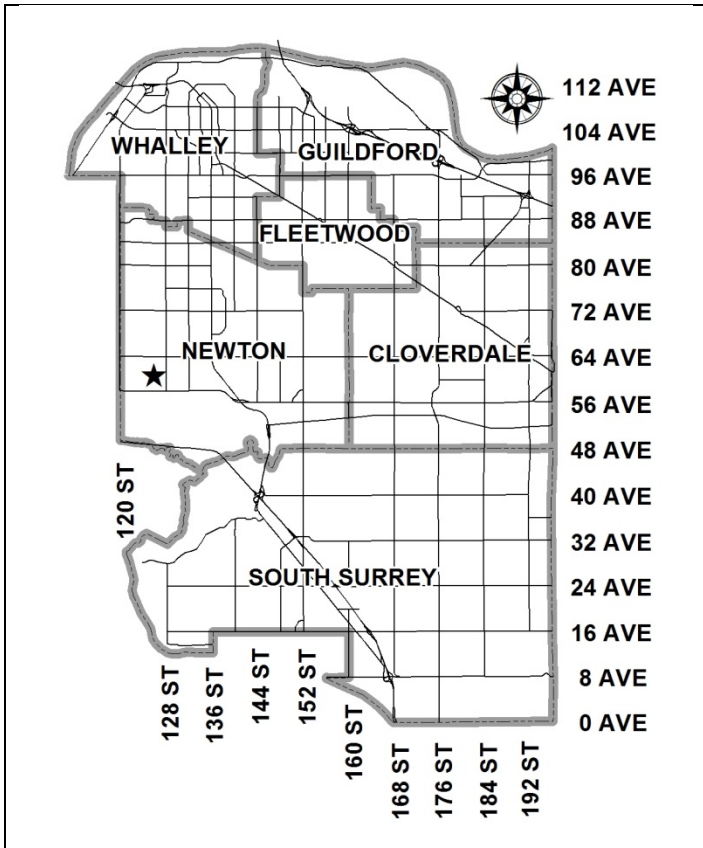 112 AVE
104 AVE
WHALLEY
GUILDFORD
96 AVE
88 AVE
FLEETWOOD
80 AVE
72 AVE
NEWTON
CLOVERDALE
64 AVE
56 AVE
48 AVE
120 ST
40 AVE
32 AVE
SOUTH SURREY
24 AVE
16 AVE
128 ST
136 ST
144 ST
152 ST
160 ST
8 AVE
0 AVE
168 ST
176 ST
184 ST
192 ST